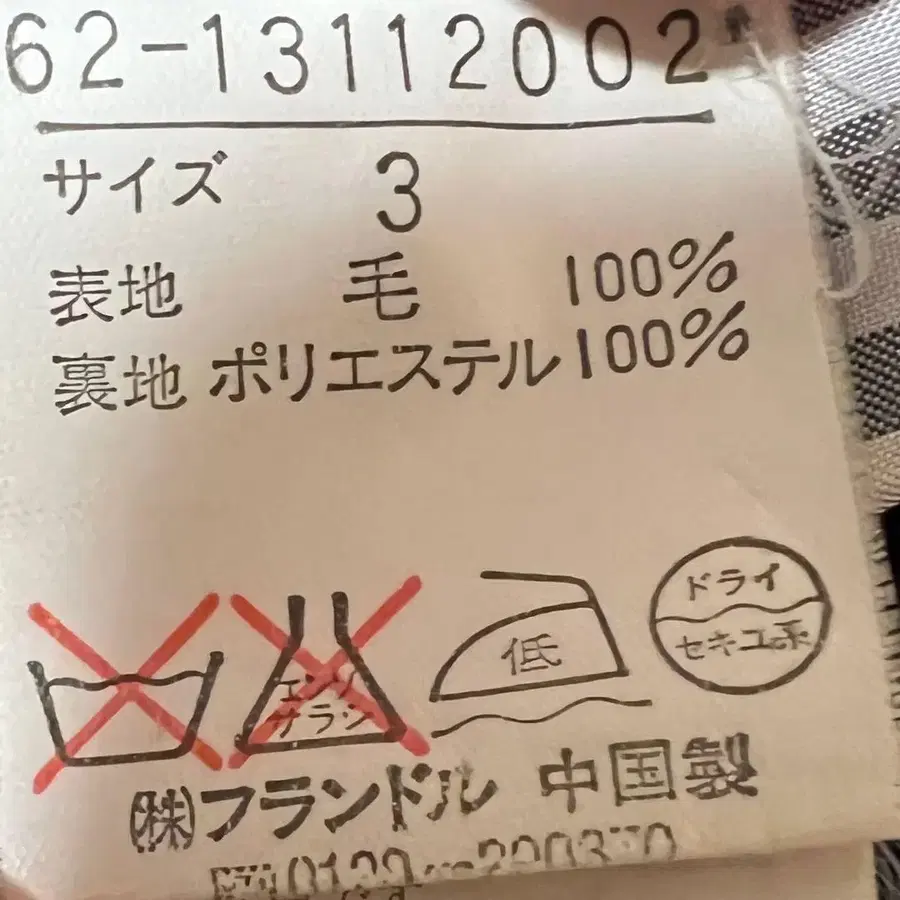 62-13112002
サイズ 3
表地 毛 100%
裏地 ポリエステル 100%
エンソ
サラシ
低
ドライ
セキユ系
㈱フランドル 中国製